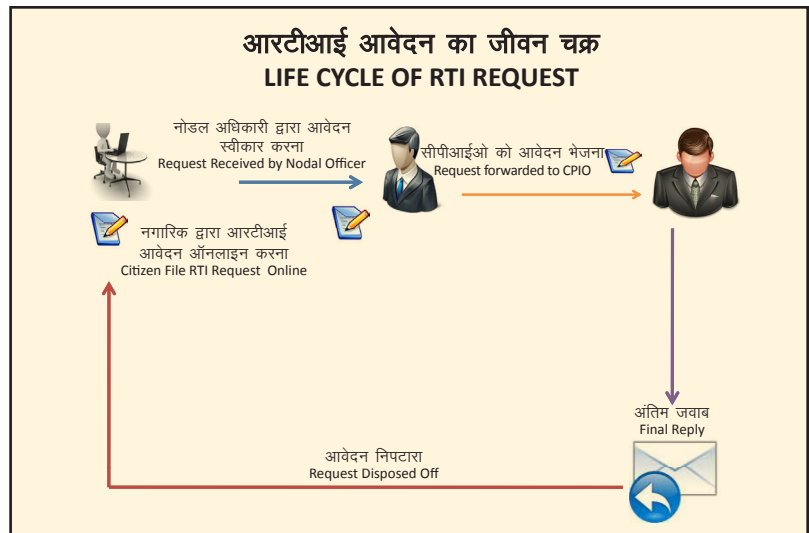 आरटीआई आवेदन का जीवन चक्र
LIFE CYCLE OF RTI REQUEST
नोडल अधिकारी द्वारा आवेदन
स्वीकार करना
Request Received by Nodal Officer
सीपीआईओ को आवेदन भेजना
Request forwarded to CPIO
नगारिक द्वारा आरटीआई
आवेदन ऑनलाइन करना
Citizen File RTI Request Online
अंतिम जवाब
Final Reply
आवेदन निपटारा
Request Disposed Off